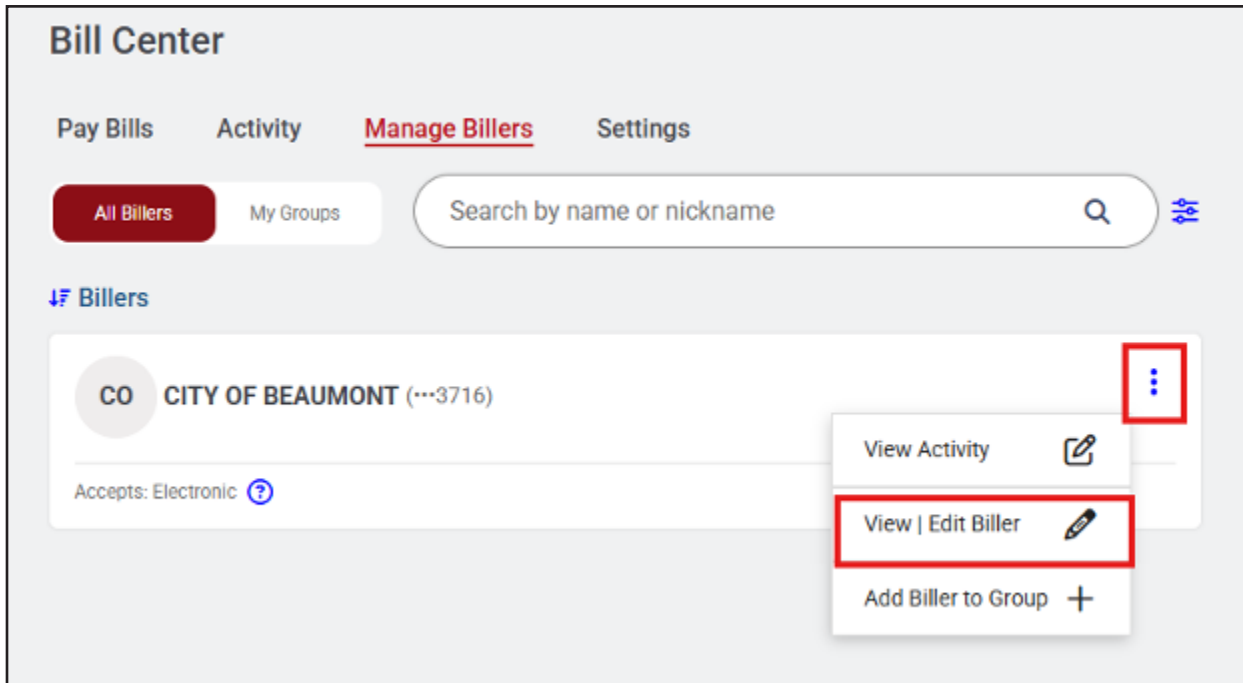 Bill Center
Pay Bills Activity Manage Billers Settings
All Billers My Groups Search by name or nickname
Billers
CO CITY OF BEAUMONT (···3716)
View Activity
Accepts: Electronic ?
View | Edit Biller
Add Biller to Group +